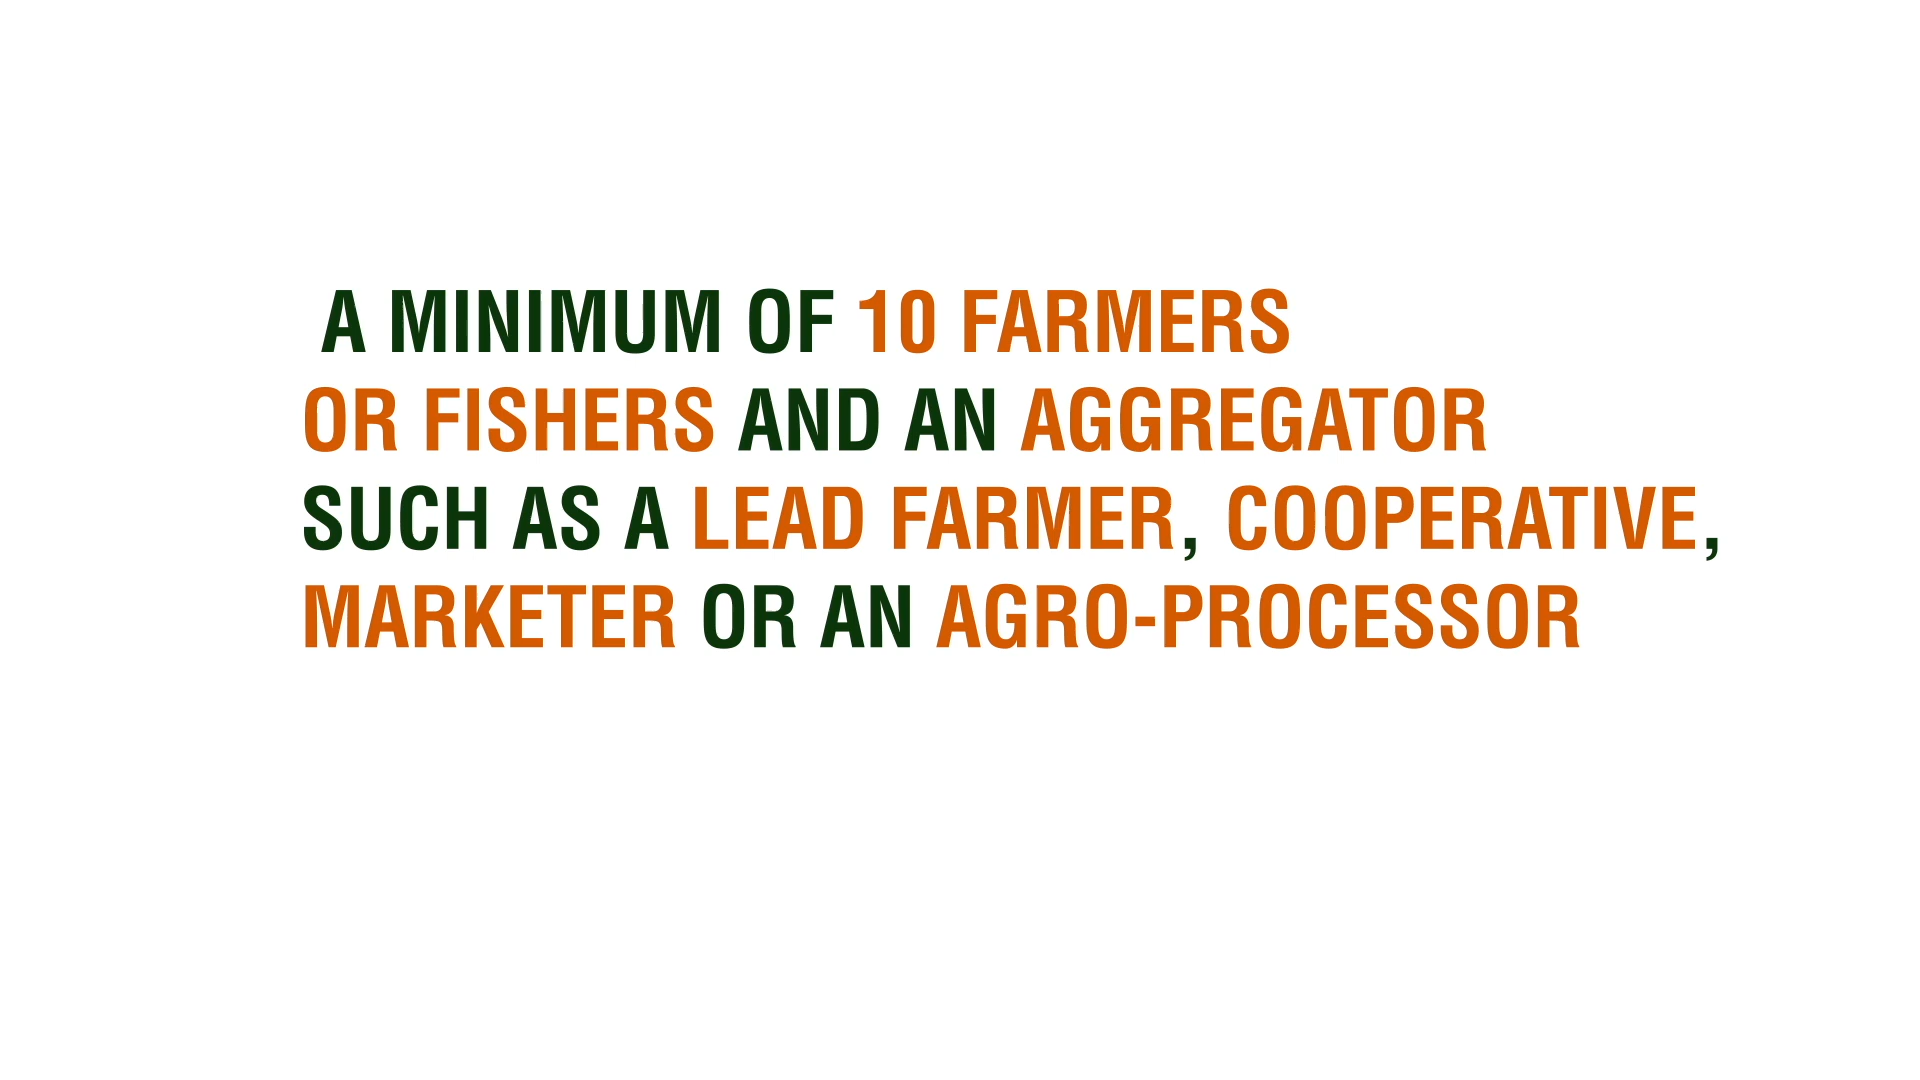 A MINIMUM OF 10 FARMERS
OR FISHERS AND AN AGGREGATOR
SUCH AS A LEAD FARMER, COOPERATIVE,
MARKETER OR AN AGRO-PROCESSOR